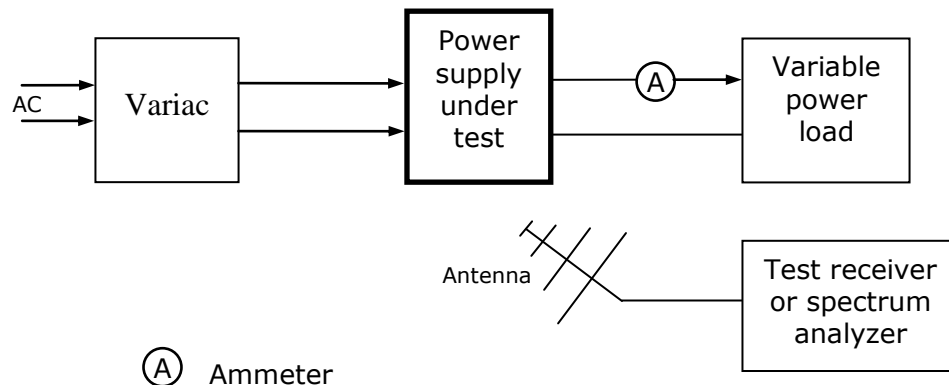 AC
Variac
Power
supply
under
test
A
Variable
power
load
Antenna
Test receiver
or spectrum
analyzer
A Ammeter